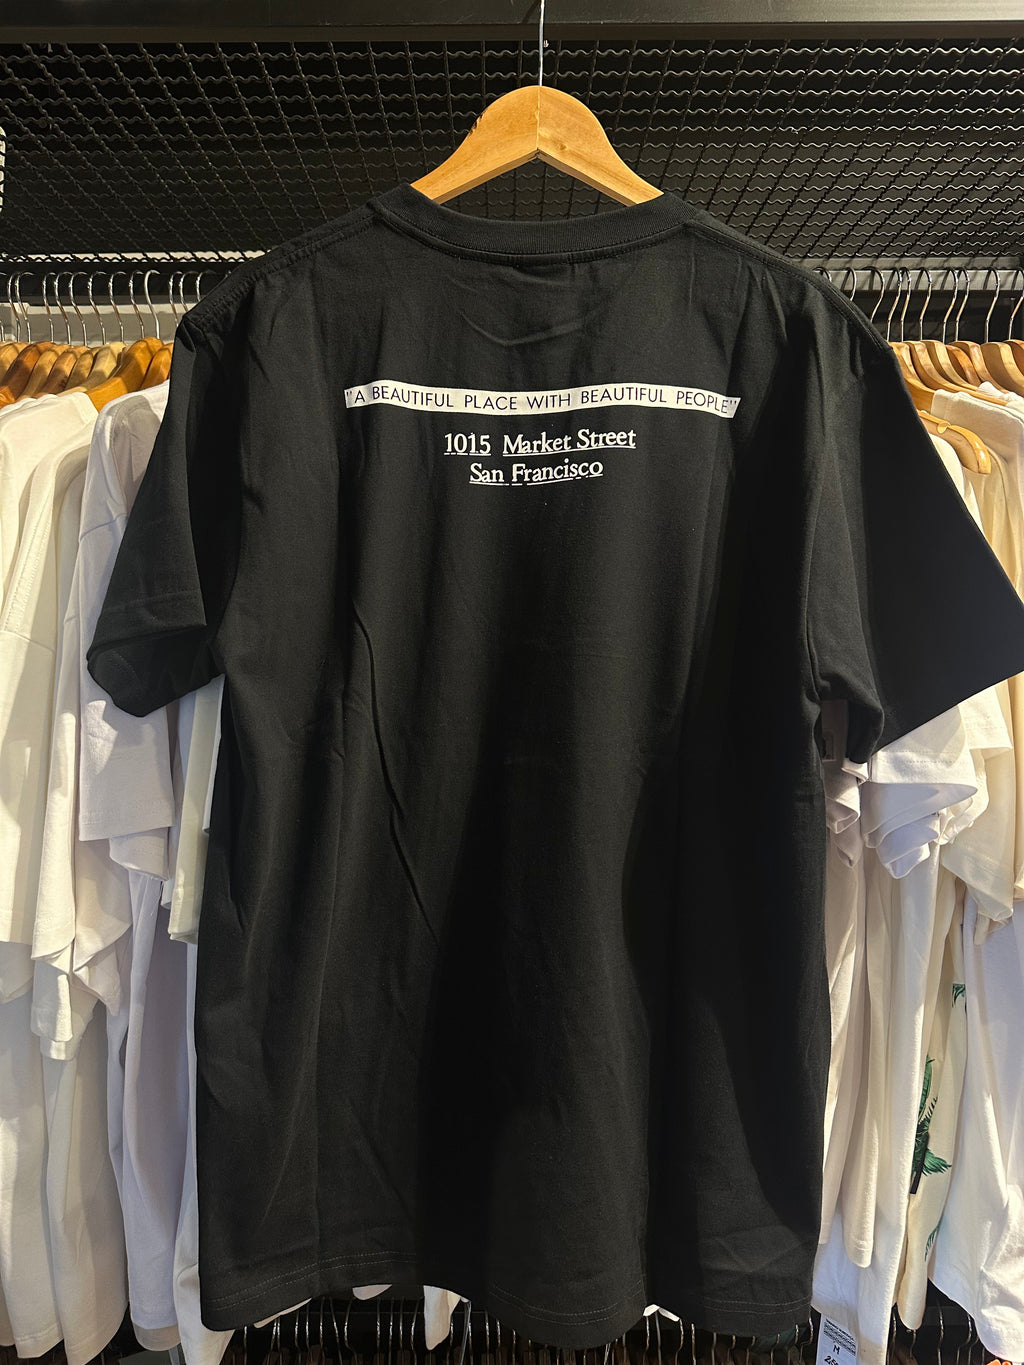 "A BEAUTIFUL PLACE WITH BEAUTIFUL PEOPLE"
1015 Market Street
San Francisco
M